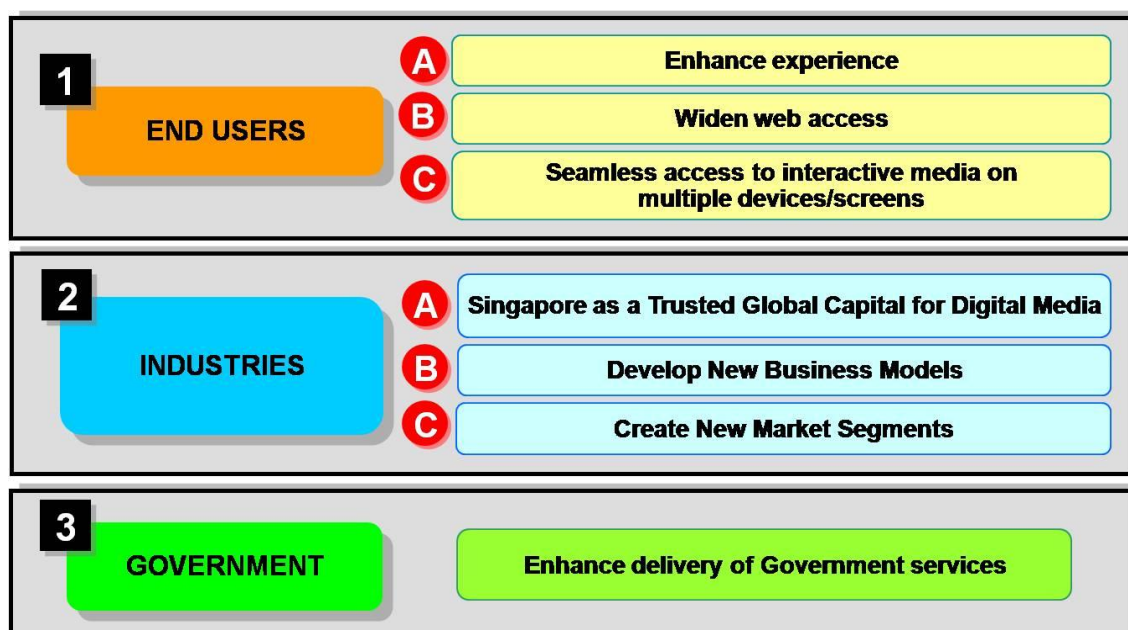 1
END USERS
A
Enhance experience
B
Widen web access
C
Seamless access to interactive media on
multiple devices/screens
2
INDUSTRIES
A
Singapore as a Trusted Global Capital for Digital Media
B
Develop New Business Models
C
Create New Market Segments
3
GOVERNMENT
Enhance delivery of Government services